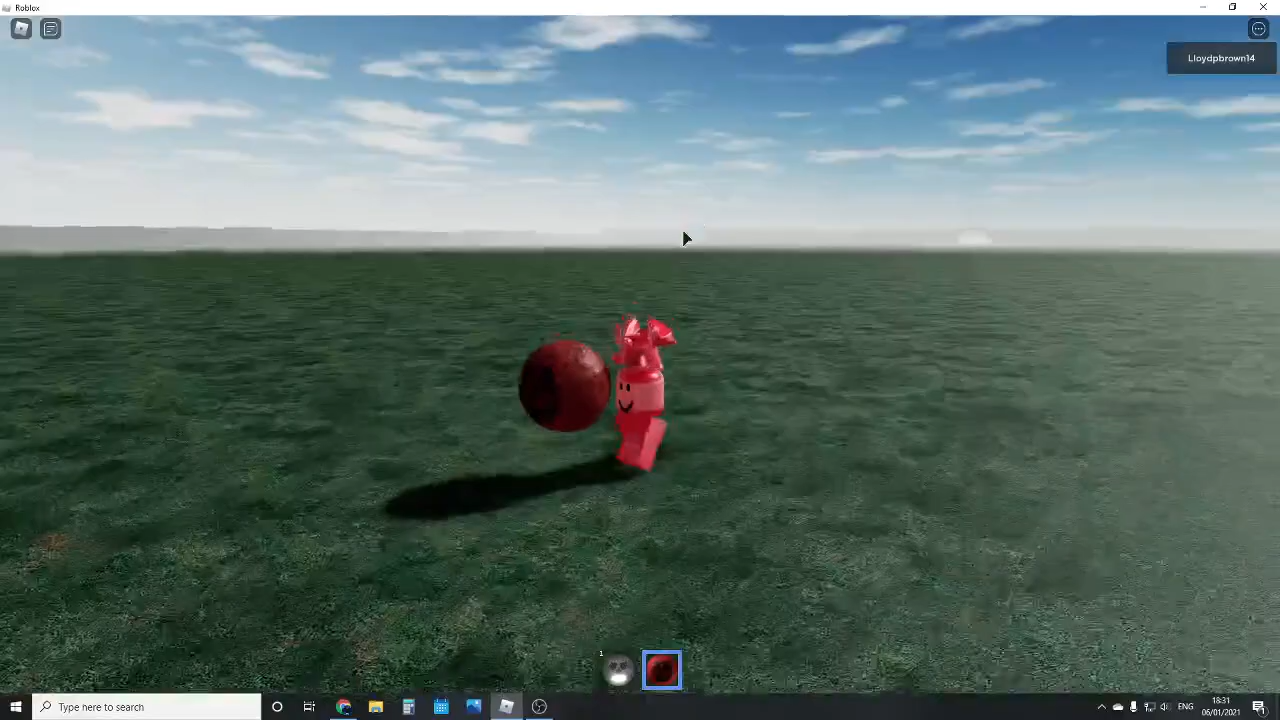 Roblox
Lloydpbrown14
1
Type here to search
ENG
18:31
06/01/2021